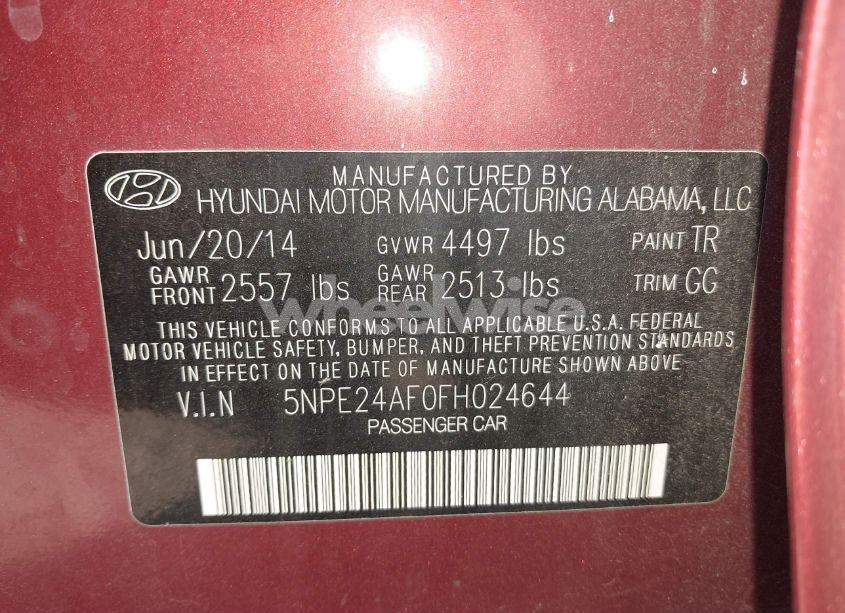 MANUFACTURED BY
HYUNDAI MOTOR MANUFACTURING ALABAMA, LLC
Jun/20/14 GVWR 4497 lbs PAINT TR
GAWR FRONT 2557 lbs GAWR REAR 2513 lbs TRIM GG
wheelwise
THIS VEHICLE CONFORMS TO ALL APPLICABLE U.S.A. FEDERAL
MOTOR VEHICLE SAFETY, BUMPER, AND THEFT PREVENTION STANDARDS
IN EFFECT ON THE DATE OF MANUFACTURE SHOWN ABOVE
V.I.N 5NPE24AF0FH024644
PASSENGER CAR